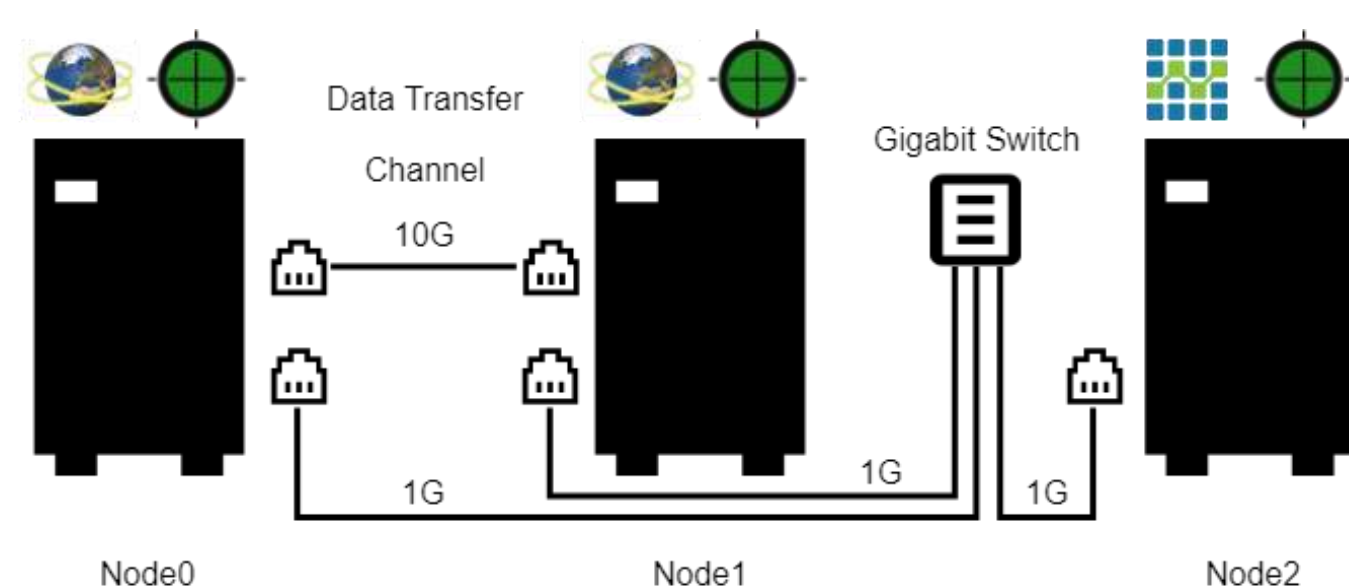 Data Transfer
Channel
10G
Gigabit Switch
1G
1G
1G
Node0
Node1
Node2